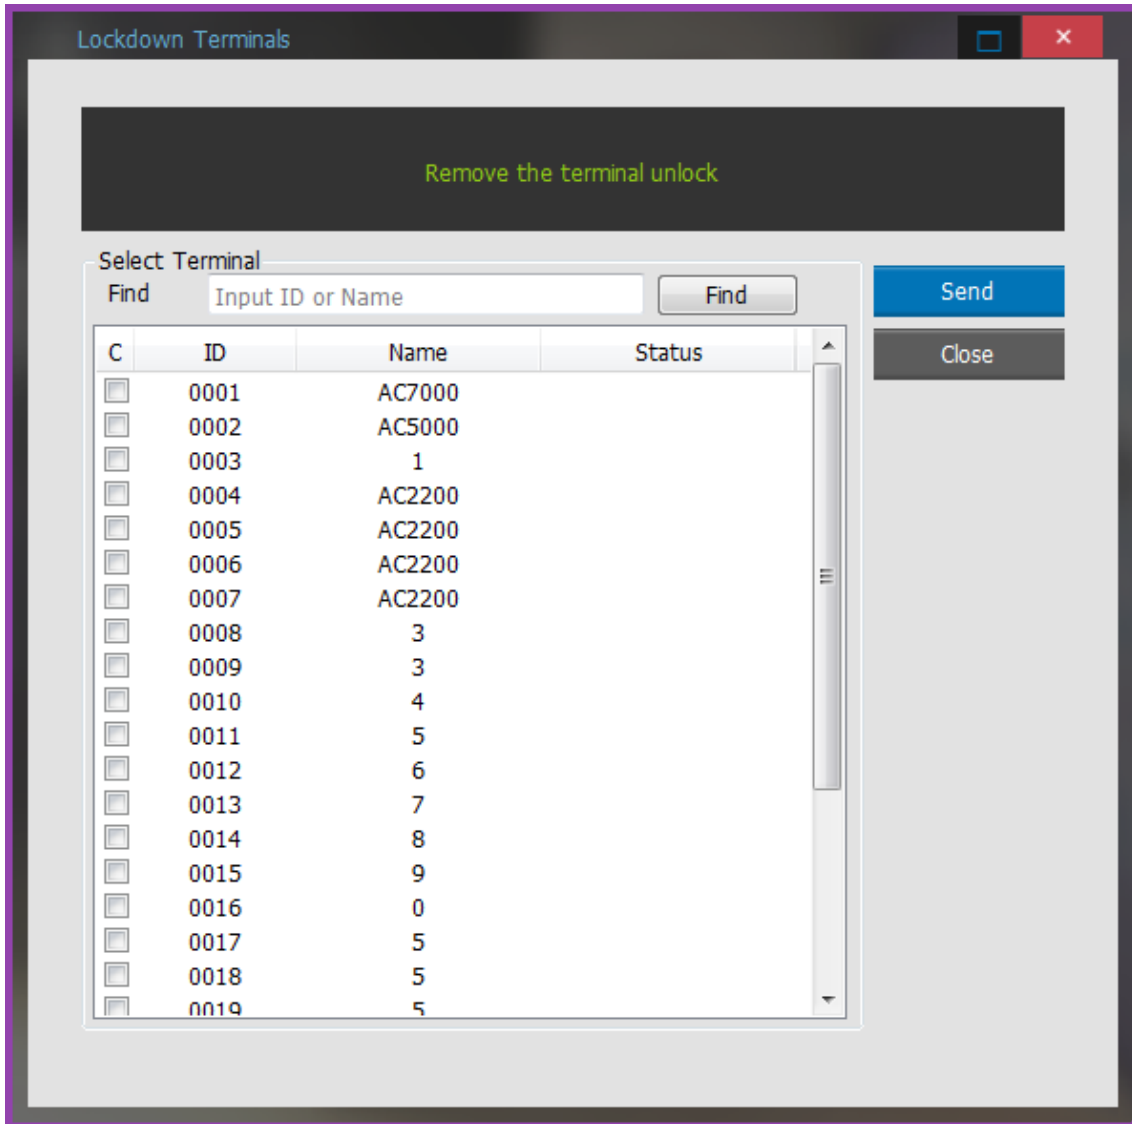 Lockdown Terminals
Remove the terminal unlock
Select Terminal
Find Input ID or Name Find
Send
Close
C ID Name Status
0001 AC7000
0002 AC5000
0003 1
0004 AC2200
0005 AC2200
0006 AC2200
0007 AC2200
0008 3
0009 3
0010 4
0011 5
0012 6
0013 7
0014 8
0015 9
0016 0
0017 5
0018 5
0019 5